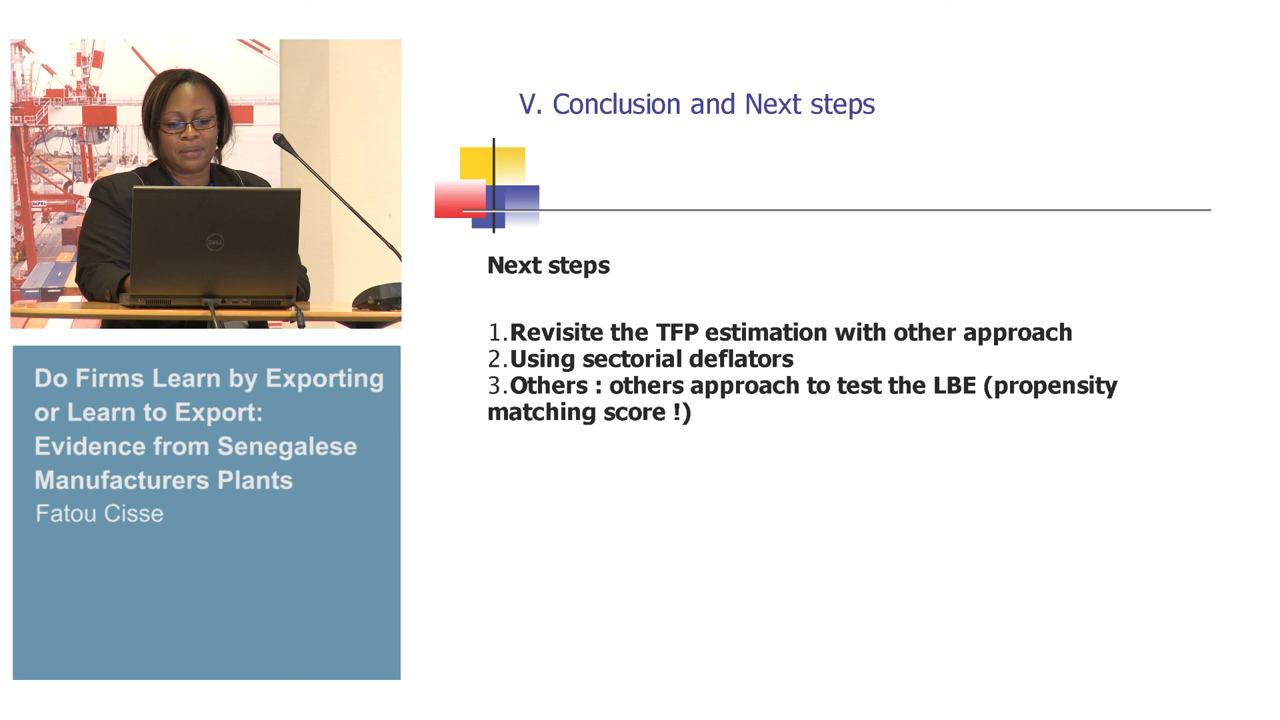 V. Conclusion and Next steps
Next steps
1.Revisite the TFP estimation with other approach
2.Using sectorial deflators
3.Others : others approach to test the LBE (propensity
matching score !)
DELL
Do Firms Learn by Exporting
or Learn to Export:
Evidence from Senegalese
Manufacturers Plants
Fatou Cisse